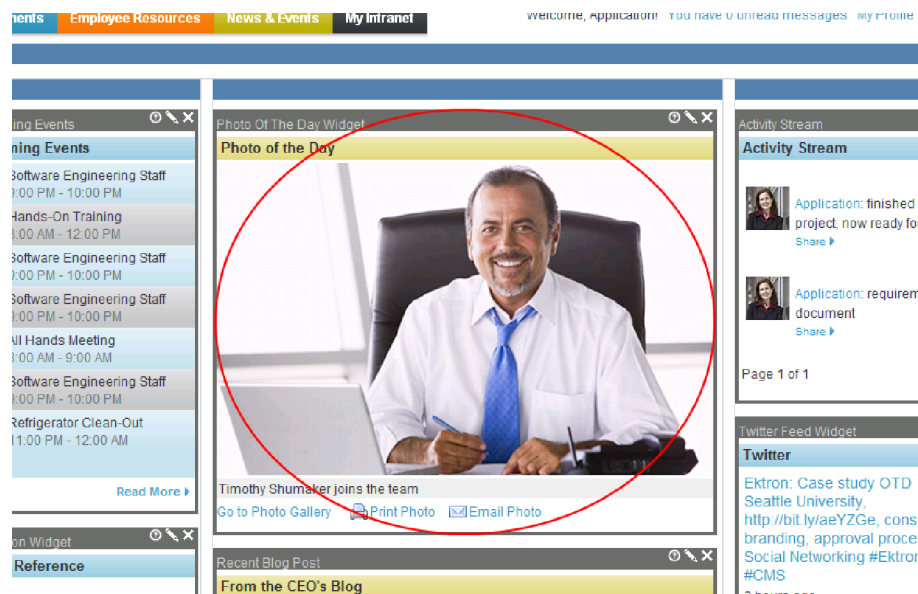 Employee Resources
News & Events
My Intranet
Welcome, Application! You have 0 unread messages My Profile
Events
Events
Software Engineering Staff
:00 PM - 10:00 PM
Hands-On Training
:00 AM - 12:00 PM
Software Engineering Staff
:00 PM - 10:00 PM
Software Engineering Staff
:00 PM - 10:00 PM
All Hands Meeting
:00 AM - 9:00 AM
Software Engineering Staff
:00 PM - 10:00 PM
Refrigerator Clean-Out
11:00 PM - 12:00 AM
Read More
Widget
Reference
Photo Of The Day Widget
Photo of the Day
Timothy Shumaker joins the team
Go to Photo Gallery Print Photo Email Photo
Recent Blog Post
From the CEO's Blog
Activity Stream
Activity Stream
Application: finished
project, now ready fo
Share
Application: requirem
document
Share
Page 1 of 1
Twitter Feed Widget
Twitter
Ektron: Case study OTD
Seattle University,
http://bit.ly/aeYZGe, cons
branding, approval proces
Social Networking #Ektron
#CMS